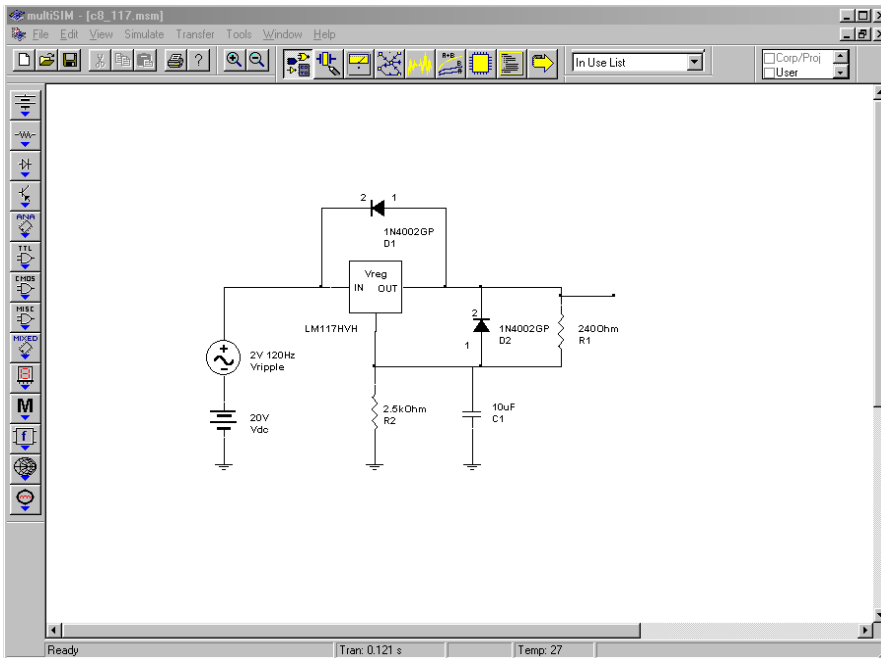 multiSIM - [c8_117.msm]
File Edit View Simulate Transfer Tools Window Help
In Use List
Corp/Proj
User
ANA
TTL
CMOS
MISC
MIXED
M
f
2 1
1N4002GP
D1
Vreg
IN OUT
LM117HVH
2
1
1N4002GP
D2
240Ohm
R1
2V 120Hz
Vripple
20V
Vdc
2.5kOhm
R2
10uF
C1
Ready
Tran: 0.121 s
Temp: 27